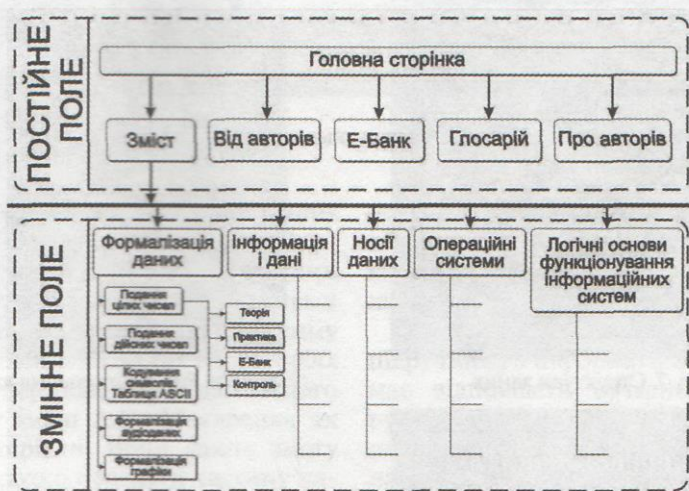 ПОСТІЙНЕ
ПОЛЕ
Головна сторінка
Зміст
Від авторів
Е-Банк
Глосарій
Про авторів
ЗМІННЕ ПОЛЕ
Формалізація
даних
Інформація
і дані
Носії
даних
Операційні
системи
Логічні основи
функціонування
інформаційних
систем
Подання
цілих чисел
Подання
дійсних чисел
Кодування
символів.
Таблиця ASCII
Формалізація
аудіоданих
Формалізація
графіки
Теорія
Практика
Е-Банк
Контроль